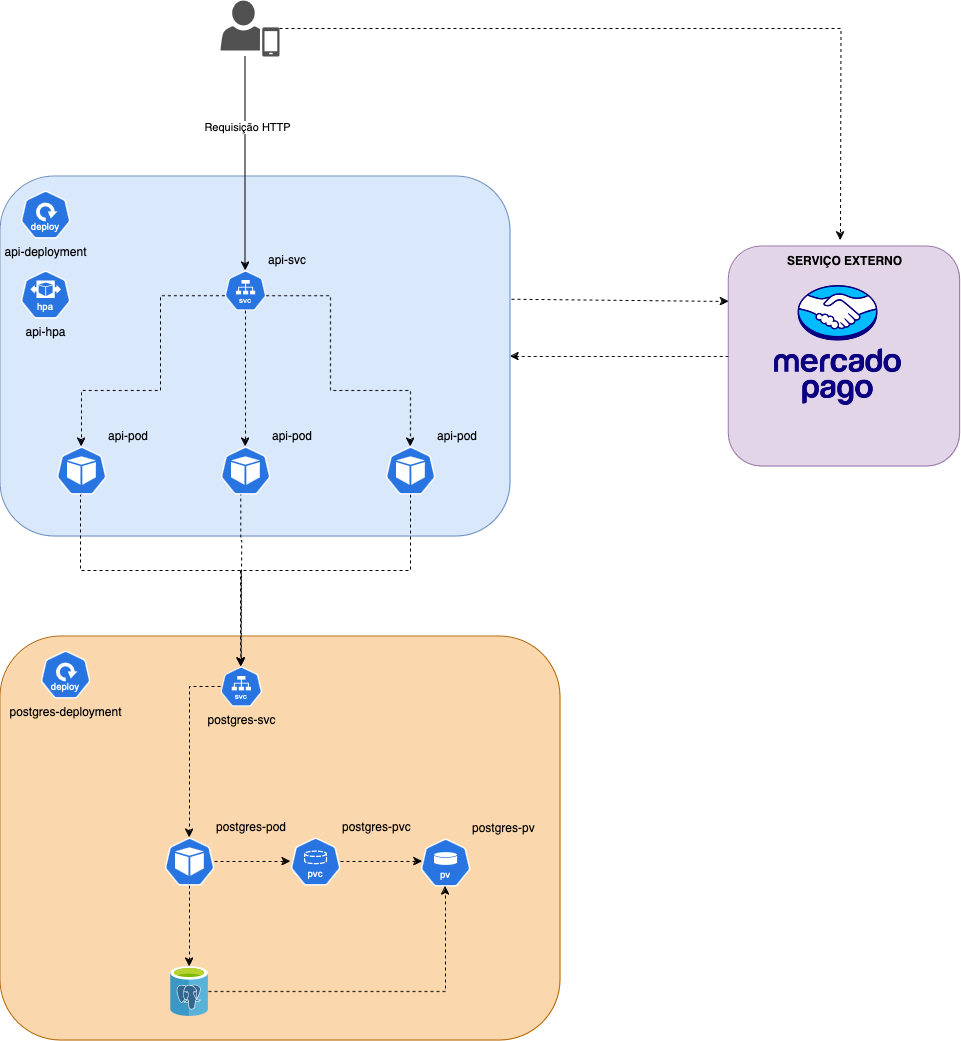 Requisição HTTP
deploy
api-deployment
hpa
api-hpa
api-svc
svc
api-pod
api-pod
api-pod
SERVIÇO EXTERNO
mercado
pago
deploy
postgres-deployment
svc
postgres-svc
postgres-pod
postgres-pvc
postgres-pv
pvc
pv